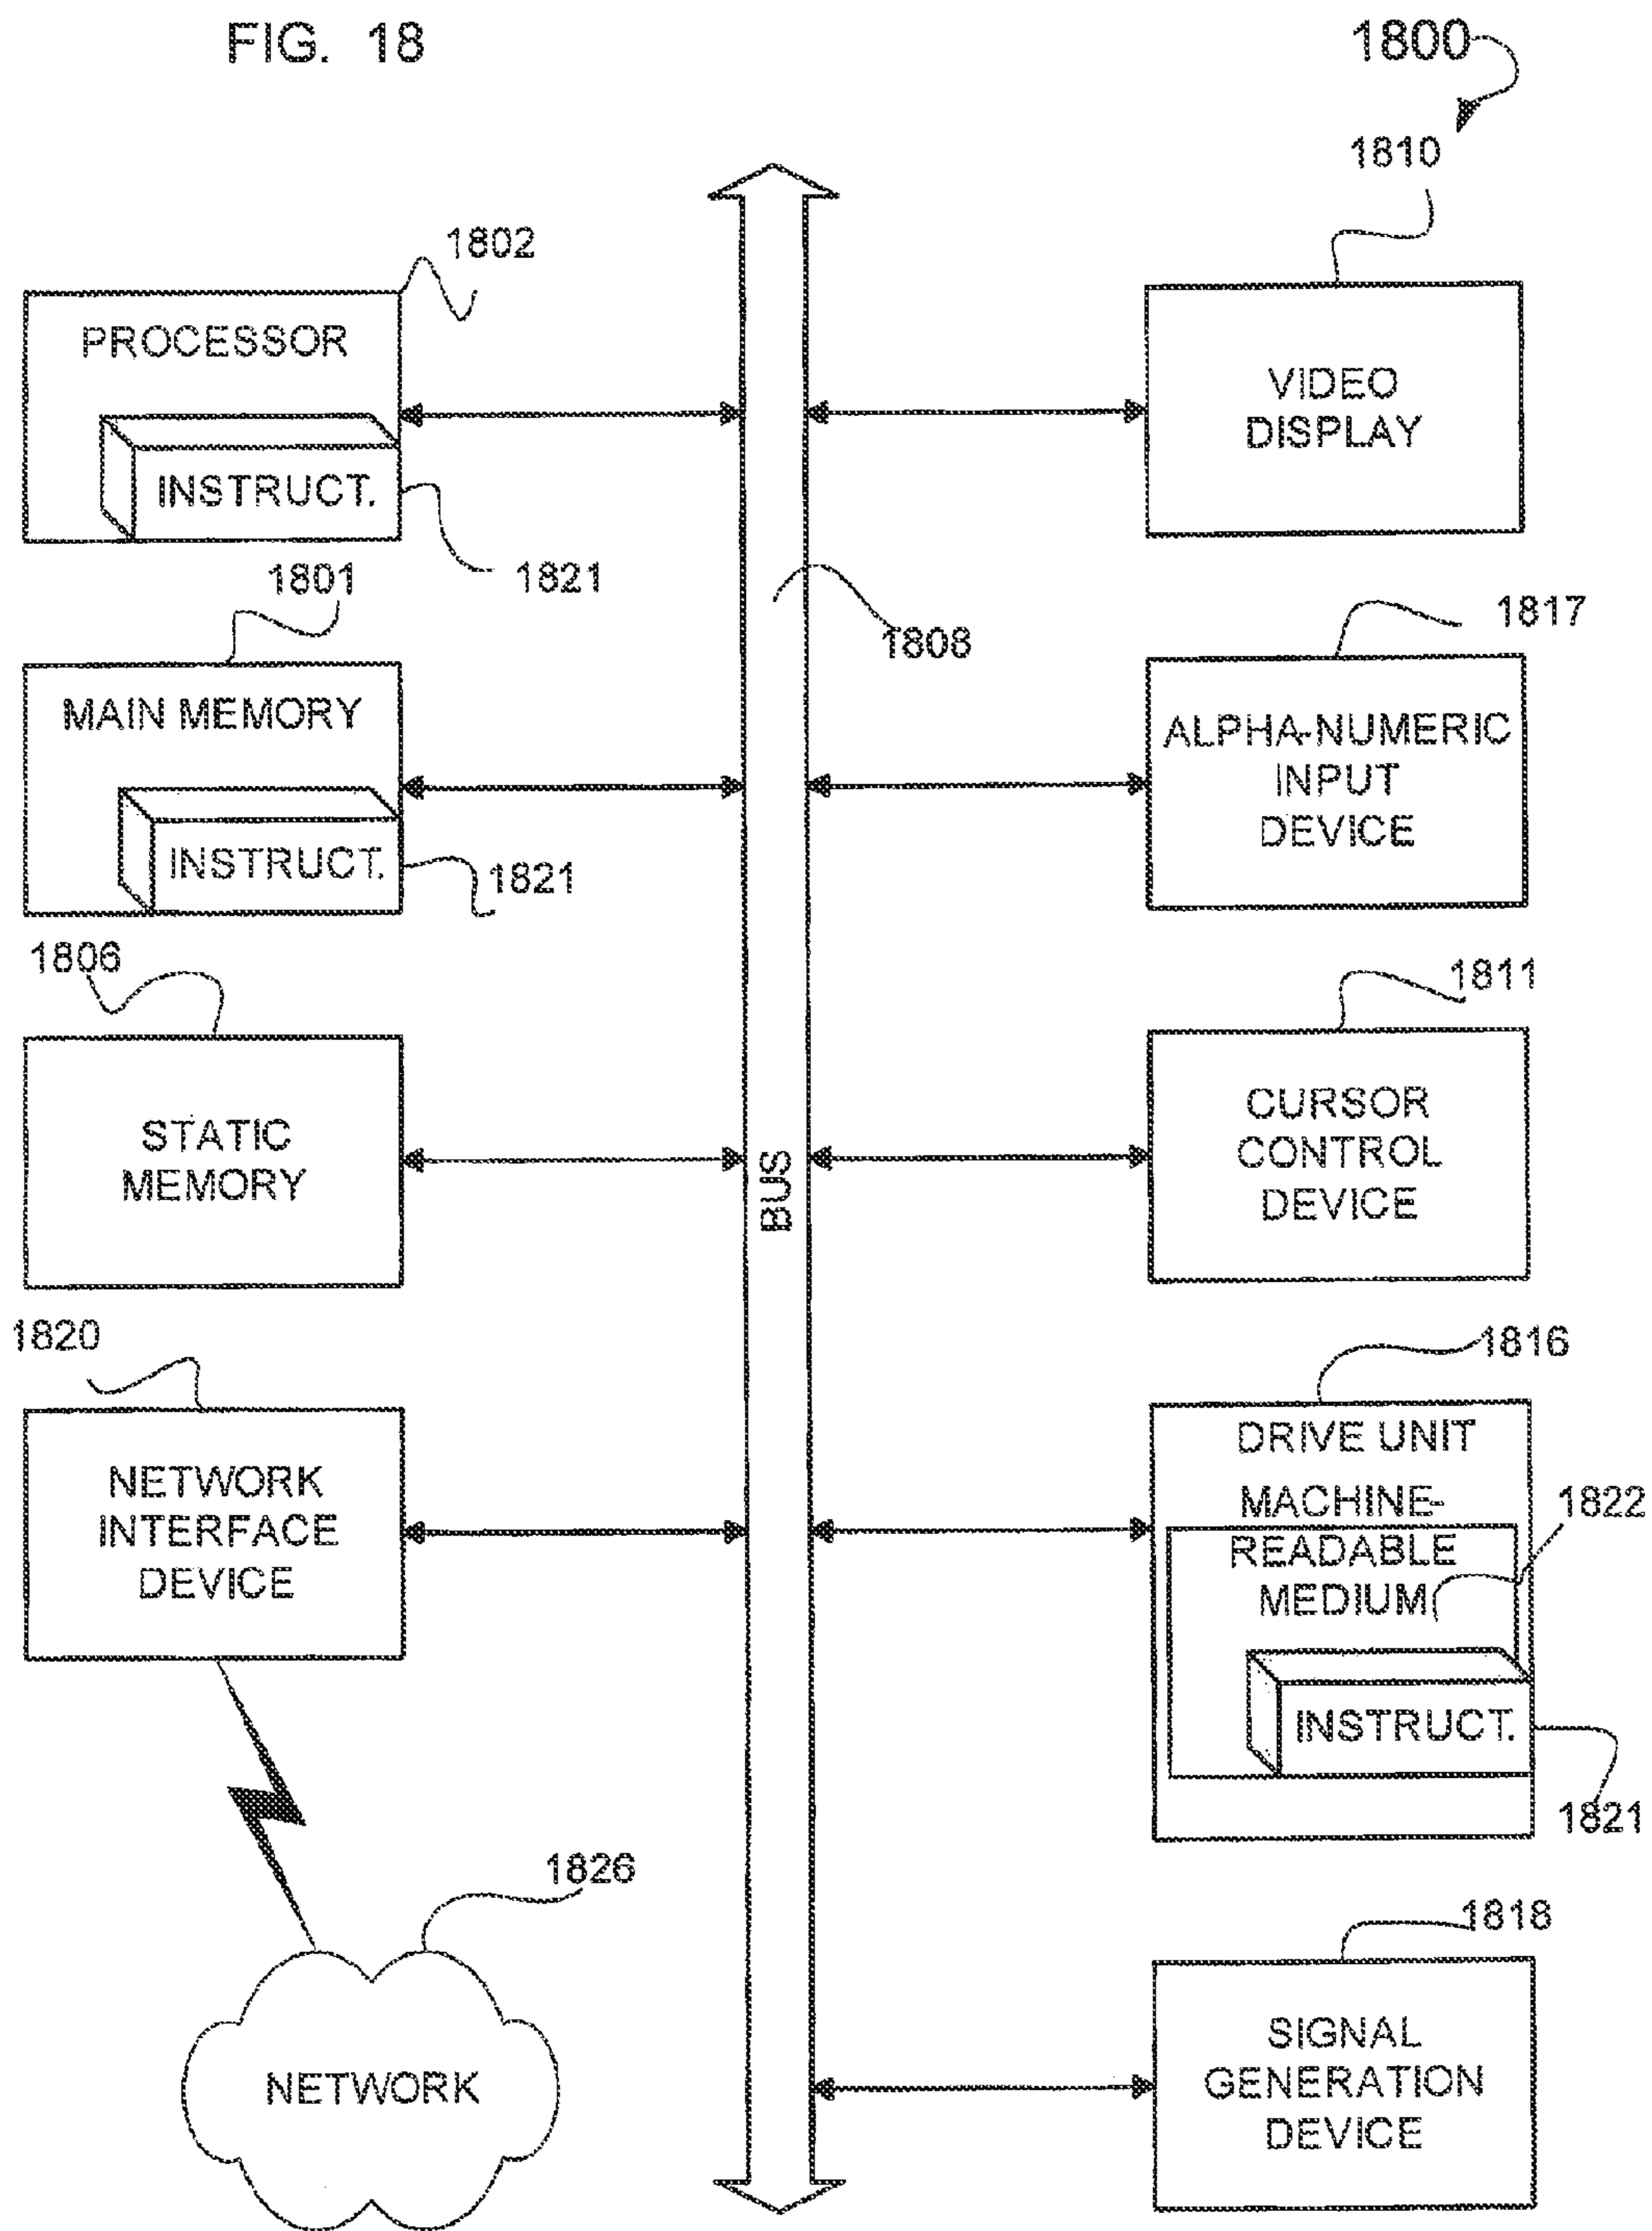 FIG. 18
1800
1810
1802
PROCESSOR
INSTRUCT.
1821
VIDEO
DISPLAY
1801
MAIN MEMORY
INSTRUCT.
1821
1808
1817
ALPHA-NUMERIC
INPUT
DEVICE
1806
STATIC
MEMORY
BUS
1811
CURSOR
CONTROL
DEVICE
1820
NETWORK
INTERFACE
DEVICE
1816
DRIVE UNIT
MACHINE-
READABLE
MEDIUM
1822
INSTRUCT.
1821
1826
NETWORK
1818
SIGNAL
GENERATION
DEVICE